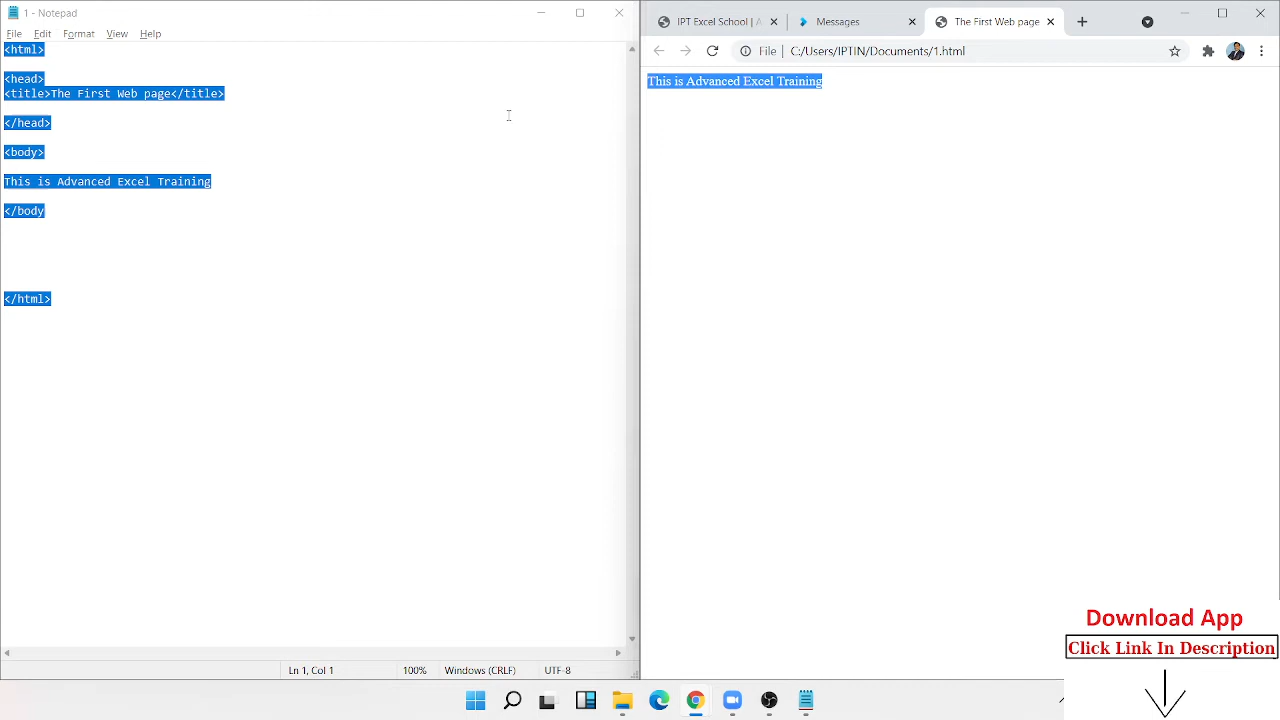 1 - Notepad
File Edit Format View Help
<html>
<head>
<title>The First Web page</title>
</head>
<body>
This is Advanced Excel Training
</body
</html>
Ln 1, Col 1 100% Windows (CRLF) UTF-8
IPT Excel School | A Messages The First Web page
File C:/Users/IPTIN/Documents/1.html
This is Advanced Excel Training
Download App
Click Link In Description